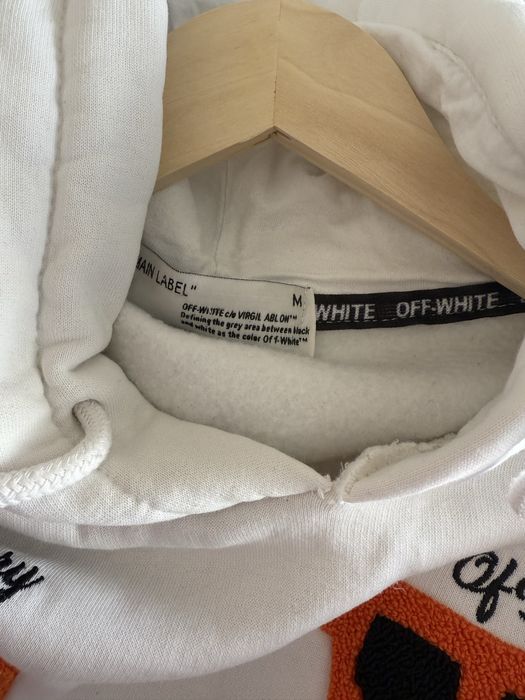 MAIN LABEL"
M
OFF-WHITE c/o VIRGIL ABLOH™
Defining the grey area between black
and white as the color Off-White™
WHITE OFF-WHITE
Of